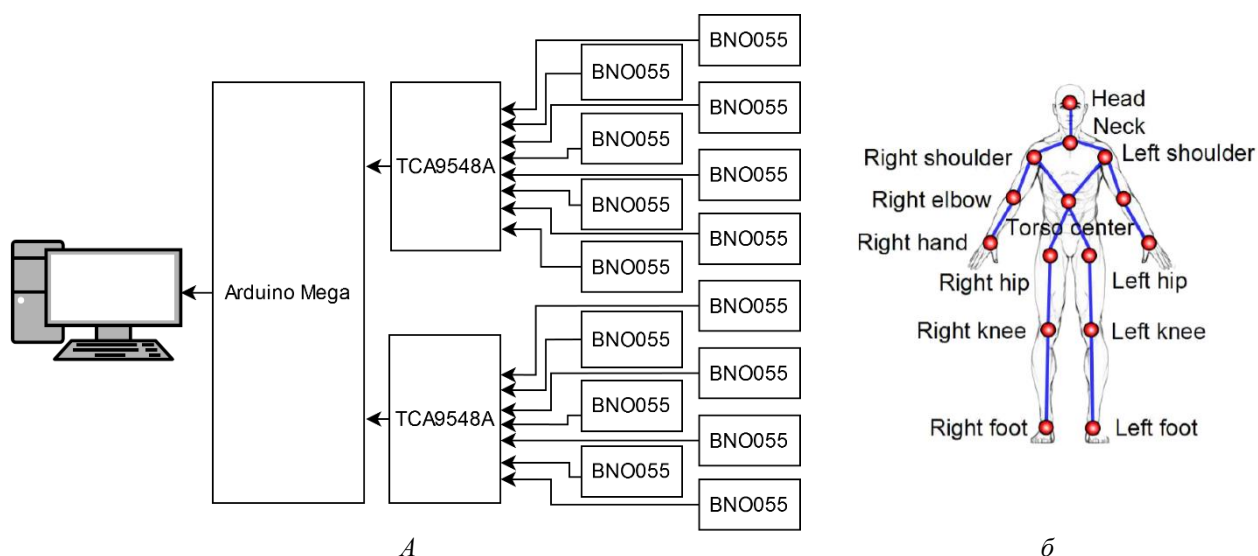 BNO055
BNO055
BNO055
BNO055
BNO055
BNO055
BNO055
BNO055
TCA9548A
Arduino Mega
BNO055
BNO055
BNO055
BNO055
BNO055
BNO055
BNO055
TCA9548A
А
Head
Neck
Right shoulder
Left shoulder
Right elbow
Torso center
Right hand
Right hip
Left hip
Right knee
Left knee
Right foot
Left foot
б